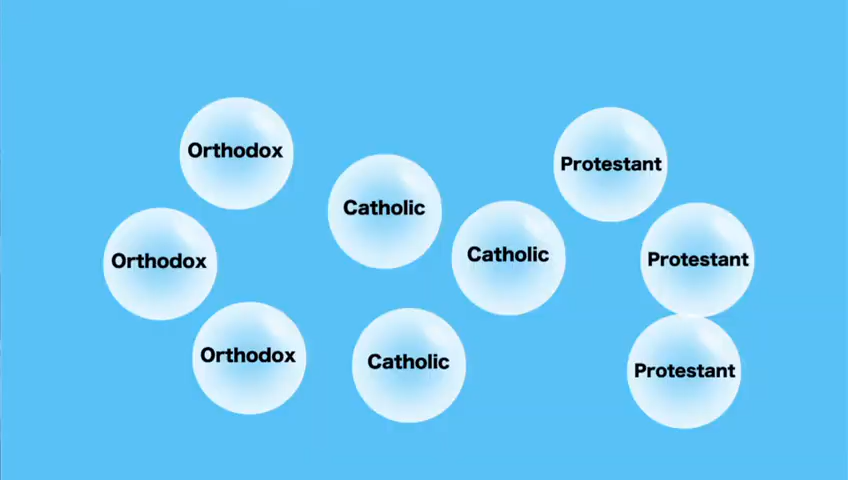 Orthodox
Protestant
Catholic
Catholic
Protestant
Orthodox
Orthodox
Catholic
Protestant